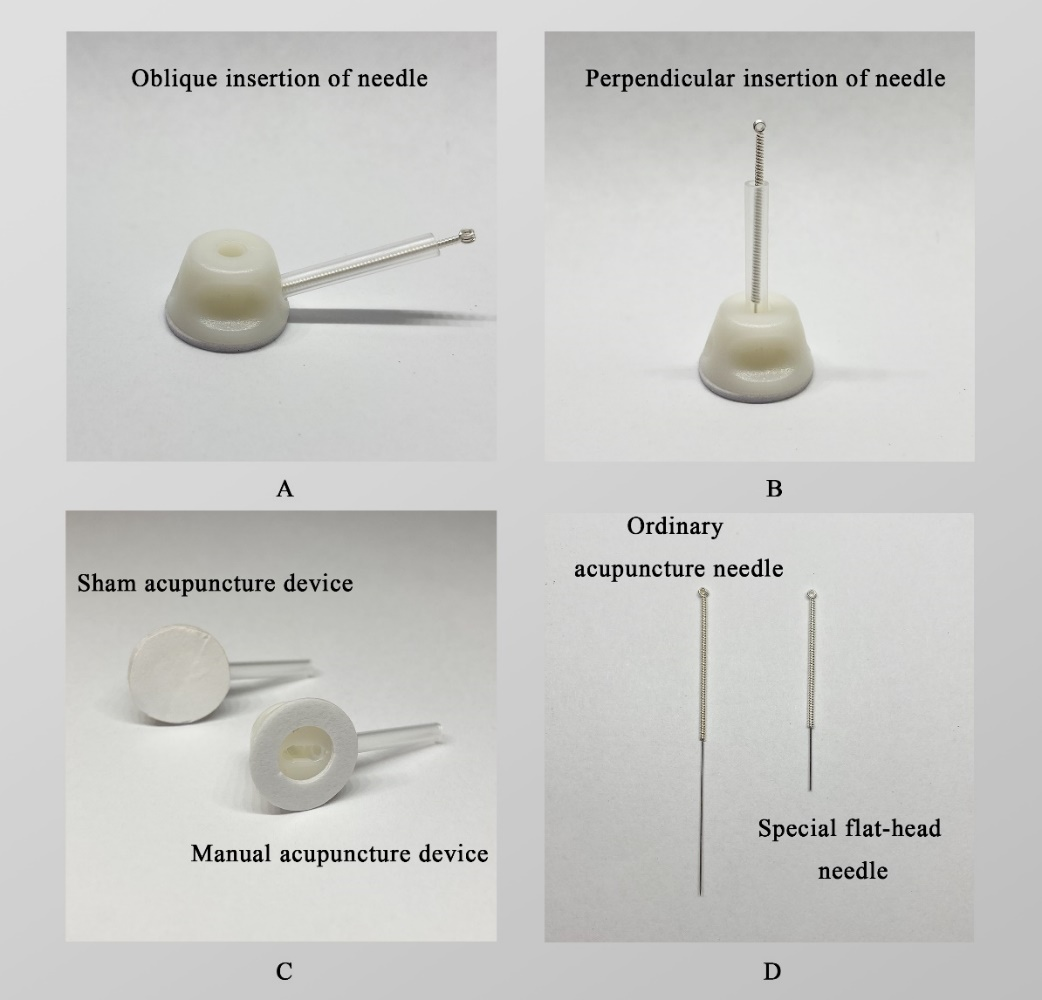 Oblique insertion of needle
Perpendicular insertion of needle
A
B
Sham acupuncture device
Manual acupuncture device
C
Ordinary
acupuncture needle
Special flat-head
needle
D